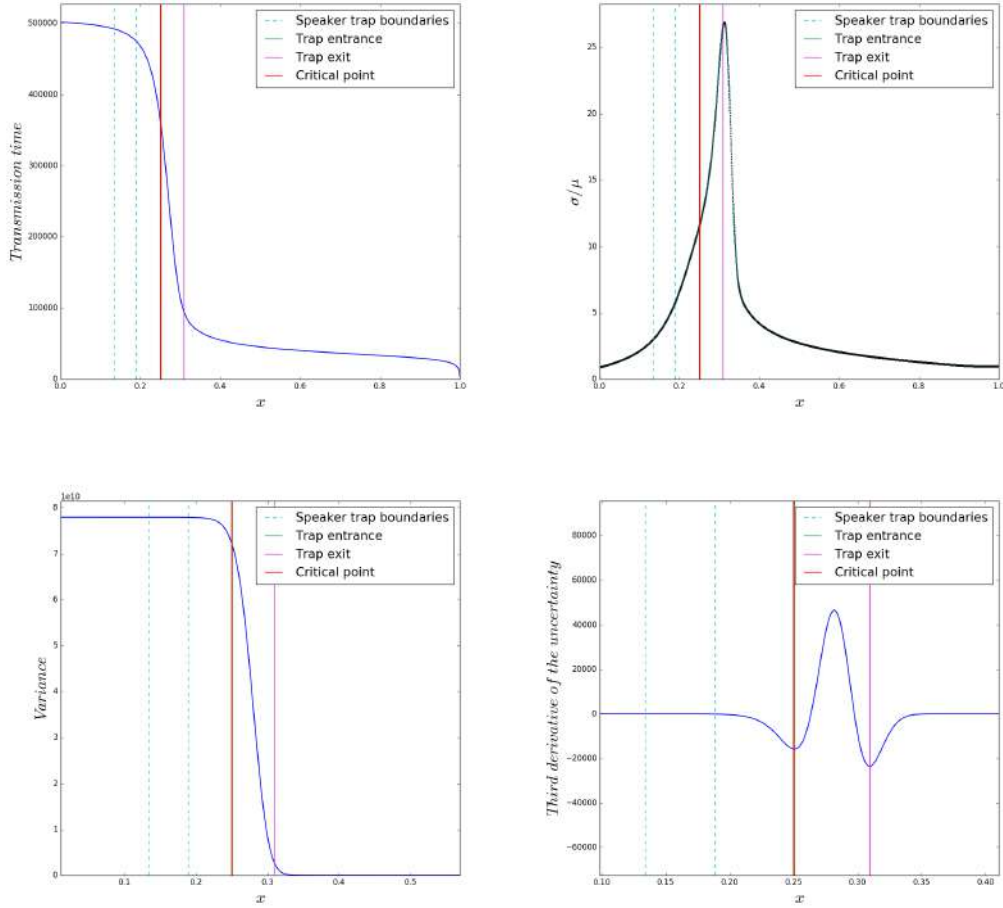 500000
400000
300000
200000
100000
0
Transmission time
0.0 0.2 0.4 0.6 0.8 1.0
x
Speaker trap boundaries
Trap entrance
Trap exit
Critical point
25
20
15
10
5
0
σ/μ
0.0 0.2 0.4 0.6 0.8 1.0
x
Speaker trap boundaries
Trap entrance
Trap exit
Critical point
1e10
8
7
6
5
4
3
2
1
0
Variance
0.1 0.2 0.3 0.4 0.5
x
Speaker trap boundaries
Trap entrance
Trap exit
Critical point
80000
60000
40000
20000
0
−20000
−40000
−60000
Third derivative of the uncertainty
0.10 0.15 0.20 0.25 0.30 0.35 0.40
x
Speaker trap boundaries
Trap entrance
Trap exit
Critical point